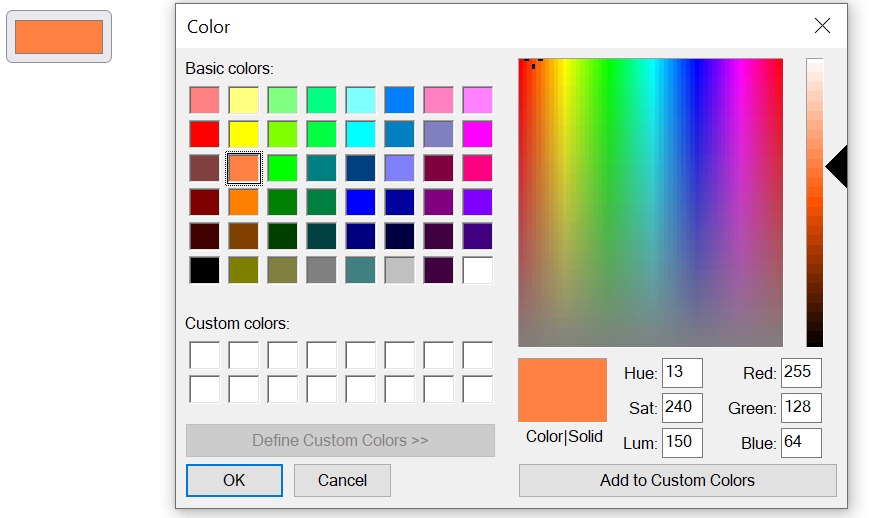 Color
Basic colors:
Custom colors:
Define Custom Colors >>
OK
Cancel
Color|Solid
Hue: 13
Sat: 240
Lum: 150
Red: 255
Green: 128
Blue: 64
Add to Custom Colors